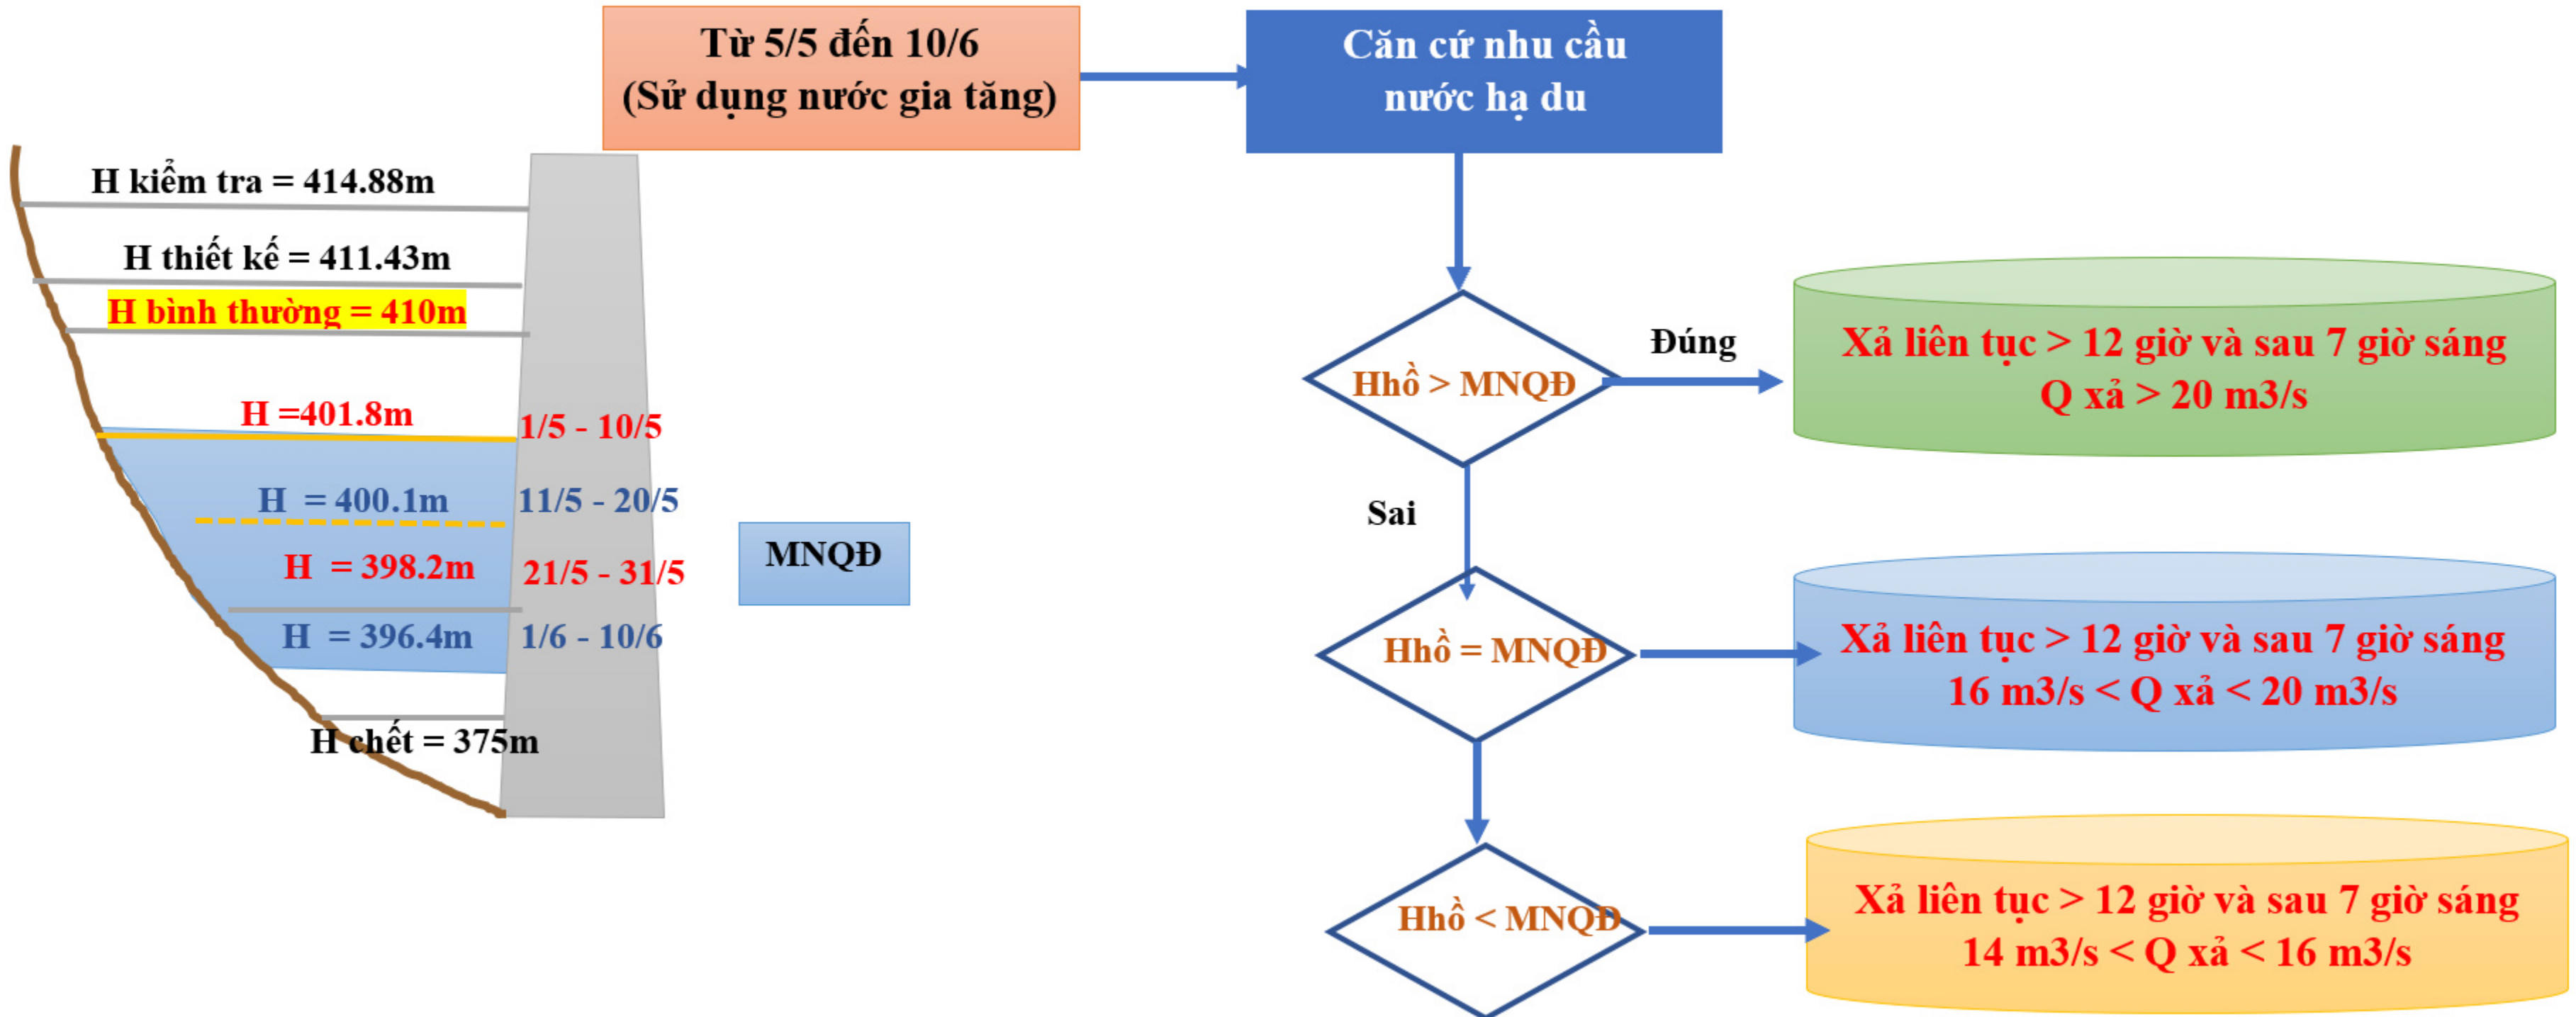 Từ 5/5 đến 10/6
(Sử dụng nước gia tăng)
Căn cứ nhu cầu
nước hạ du
H kiểm tra = 414.88m
H thiết kế = 411.43m
H bình thường = 410m
H =401.8m
1/5 - 10/5
H = 400.1m
11/5 - 20/5
H = 398.2m
21/5 - 31/5
H = 396.4m
1/6 - 10/6
H chết = 375m
MNQĐ
Hhồ > MNQĐ
Đúng
Xả liên tục > 12 giờ và sau 7 giờ sáng
Q xả > 20 m3/s
Sai
Hhồ = MNQĐ
Xả liên tục > 12 giờ và sau 7 giờ sáng
16 m3/s < Q xả < 20 m3/s
Hhồ < MNQĐ
Xả liên tục > 12 giờ và sau 7 giờ sáng
14 m3/s < Q xả < 16 m3/s